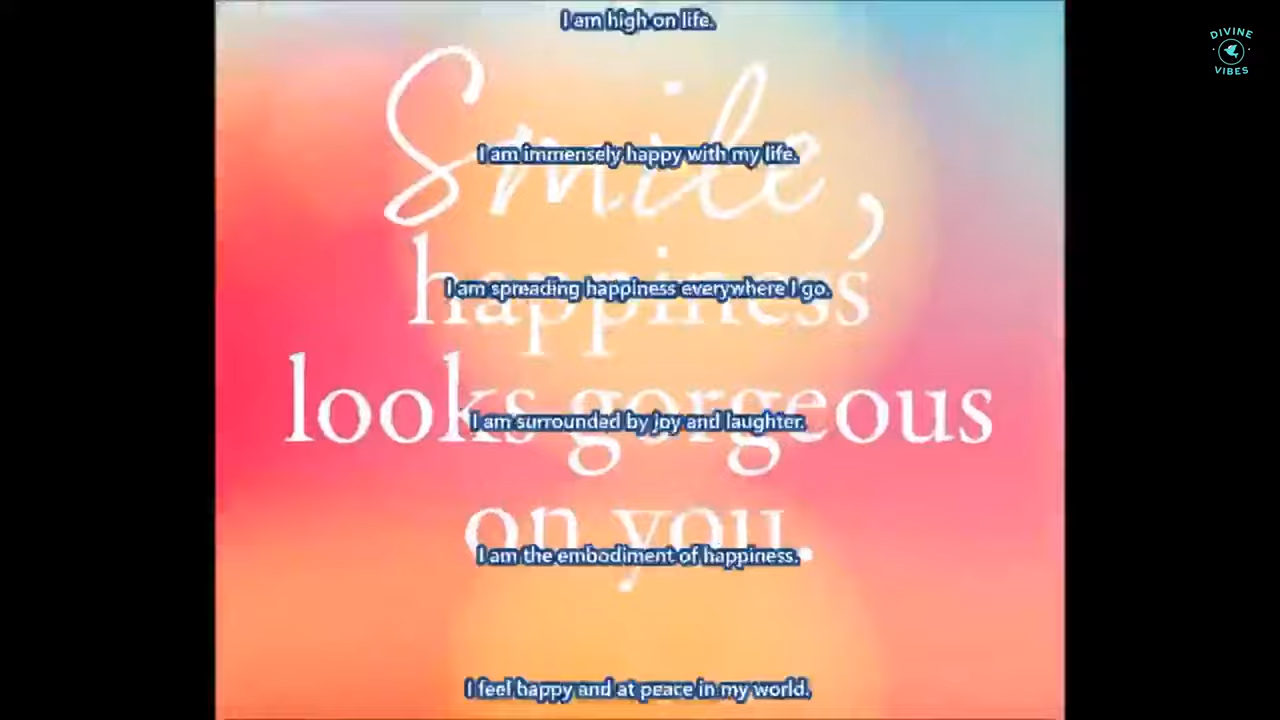 I am high on life.
DIVINE
VIBES
Smile,
I am immensely happy with my life.
happiness
I am spreading happiness everywhere I go.
looks gorgeous
I am surrounded by joy and laughter.
on you.
I am the embodiment of happiness.
I feel happy and at peace in my world.